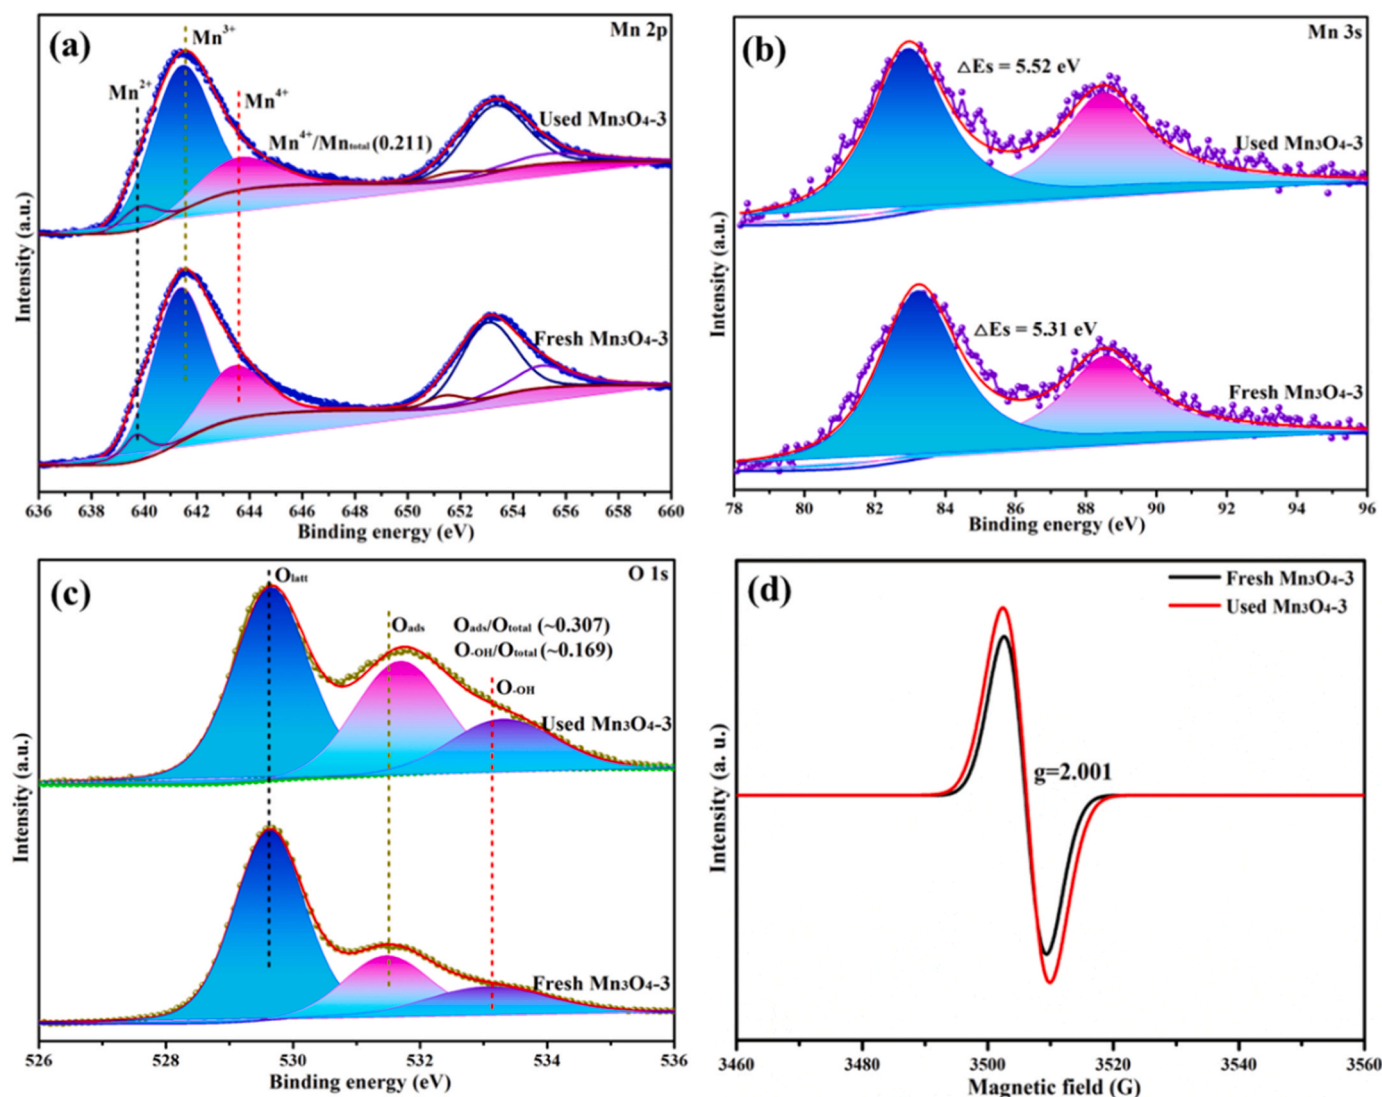 (a)
Mn 2p
Mn³⁺
Mn²⁺
Mn⁴⁺
Mn⁴⁺/Mntotal (0.211)
Used Mn₃O₄-3
Fresh Mn₃O₄-3
Intensity (a.u.)
636 638 640 642 644 646 648 650 652 654 656 658 660
Binding energy (eV)
(b)
Mn 3s
△Es = 5.52 eV
Used Mn₃O₄-3
△Es = 5.31 eV
Fresh Mn₃O₄-3
Intensity (a.u.)
78 80 82 84 86 88 90 92 94 96
Binding energy (eV)
(c)
O 1s
Olatt
Oads
Oads/Ototal (~0.307)
O-OH/Ototal (~0.169)
O-OH
Used Mn₃O₄-3
Fresh Mn₃O₄-3
Intensity (a.u.)
526 528 530 532 534 536
Binding energy (eV)
(d)
Fresh Mn₃O₄-3
Used Mn₃O₄-3
g=2.001
Intensity (a. u.)
3460 3480 3500 3520 3540 3560
Magnetic field (G)